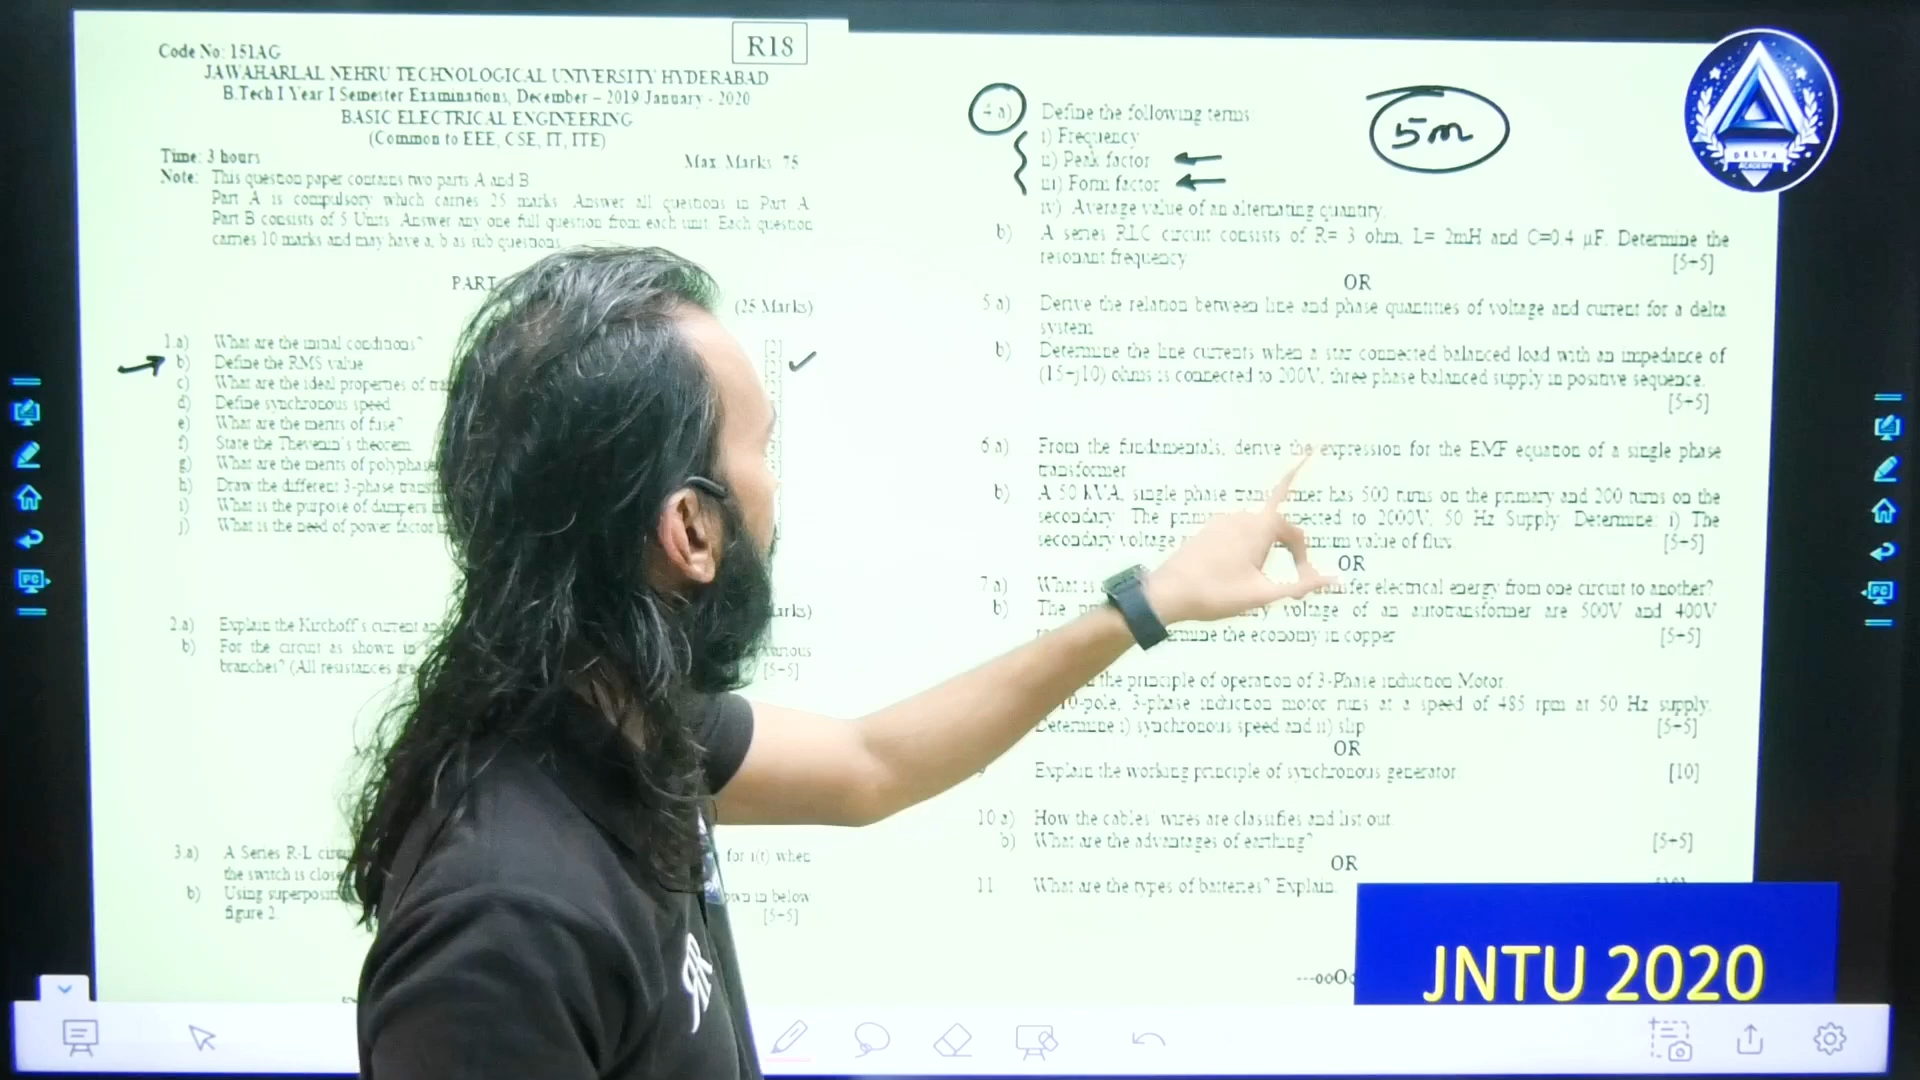 R18
Code No: 151AG
JAWAHARLAL NEHRU TECHNOLOGICAL UNIVERSITY HYDERABAD
B.Tech I Year I Semester Examinations, December – 2019/January - 2020
BASIC ELECTRICAL ENGINEERING
(Common to EEE, CSE, IT, ITE)
Time: 3 hours Max. Marks: 75
Note: This question paper contains two parts A and B.
Part A is compulsory which carries 25 marks. Answer all questions in Part A.
Part B consists of 5 Units. Answer any one full question from each unit. Each question
carries 10 marks and may have a, b as sub questions.
PART
(25 Marks)
1.a) What are the initial conditions? [2]
b) Define the RMS value
c) What are the ideal properties of
d) Define synchronous speed
e) What are the merits of fuse?
f) State the Thevenin's theorem.
g) What are the merits of polyphase
h) Draw the different 3-phase
i) What is the purpose of dampers
j) What is the need of power factor
2.a) Explain the Kirchoff's current
b) For the circuit as shown in various
branches? (All resistances are [5+5]
3.a) A Series R-L for i(t) when
the switch is
b) Using in below
figure 2. [5+5]
4 a) Define the following terms:
i) Frequency
ii) Peak factor
iii) Form factor
iv) Average value of an alternating quantity.
5m
b) A series RLC circuit consists of R= 3 ohm, L= 2mH and C=0.4 µF. Determine the
resonant frequency [5+5]
OR
5 a) Derive the relation between line and phase quantities of voltage and current for a delta
system.
b) Determine the line currents when a star connected balanced load with an impedance of
ohms is connected to 200V, three phase balanced supply in positive sequence.
[5+5]
6 a) From the fundamentals, derive the expression for the EMF equation of a single phase
transformer
b) A 50 kVA, single phase has 500 turns on the primary and 200 turns on the
secondary. The to 2000V, 50 Hz Supply. Determine: i) The
secondary voltage value of flux. [5+5]
OR
7 a) What is electrical energy from one circuit to another?
b) The voltage of an autotransformer are 500V and 400V
the economy in copper [5+5]
the principle of operation of 3-Phase induction Motor
3-phase induction motor runs at a speed of 485 rpm at 50 Hz supply.
Determine i) synchronous speed and ii) slip [5+5]
OR
Explain the working principle of synchronous generator. [10]
10 a) How the cables/wires are classifies and list out.
b) What are the advantages of earthing? [5+5]
OR
11 What are the types of batteries? Explain.
DELTA
ACADEMY
JNTU 2020
PC
PC